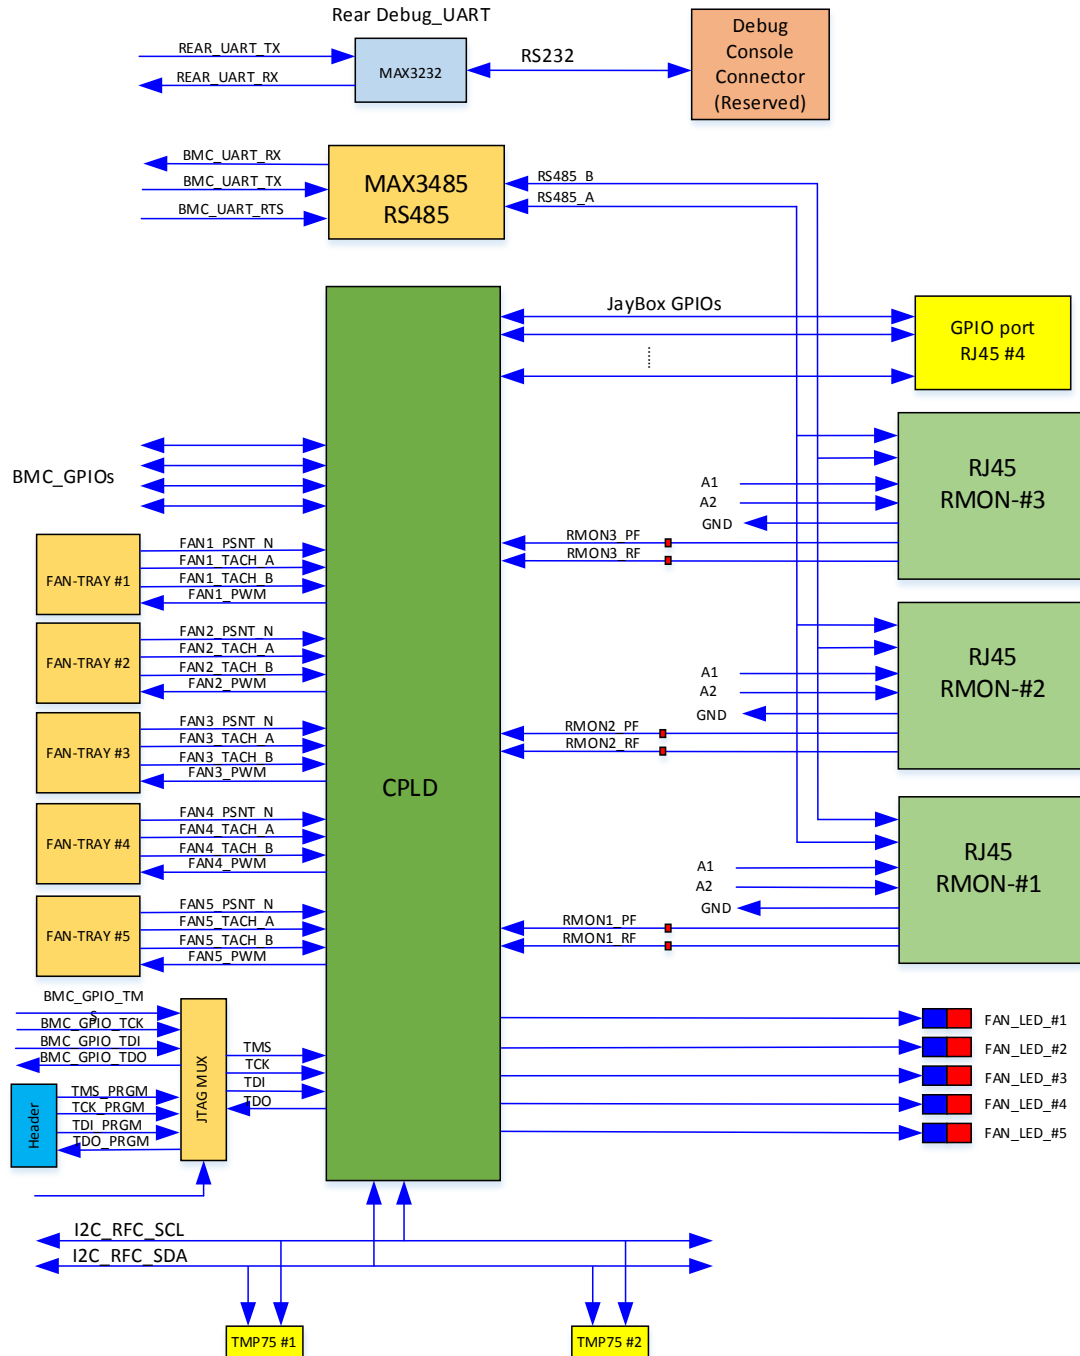 Rear Debug_UART
REAR_UART_TX
REAR_UART_RX
MAX3232
RS232
Debug
Console
Connector
(Reserved)
BMC_UART_RX
BMC_UART_TX
BMC_UART_RTS
MAX3485
RS485
RS485_B
RS485_A
JayBox GPIOs
GPIO port
RJ45 #4
BMC_GPIOs
CPLD
A1
A2
GND
RMON3_PF
RMON3_RF
RJ45
RMON-#3
FAN-TRAY #1
FAN1_PSNT_N
FAN1_TACH_A
FAN1_TACH_B
FAN1_PWM
FAN-TRAY #2
FAN2_PSNT_N
FAN2_TACH_A
FAN2_TACH_B
FAN2_PWM
A1
A2
GND
RMON2_PF
RMON2_RF
RJ45
RMON-#2
FAN-TRAY #3
FAN3_PSNT_N
FAN3_TACH_A
FAN3_TACH_B
FAN3_PWM
FAN-TRAY #4
FAN4_PSNT_N
FAN4_TACH_A
FAN4_TACH_B
FAN4_PWM
A1
A2
GND
RMON1_PF
RMON1_RF
RJ45
RMON-#1
FAN-TRAY #5
FAN5_PSNT_N
FAN5_TACH_A
FAN5_TACH_B
FAN5_PWM
BMC_GPIO_TM
S
BMC_GPIO_TCK
BMC_GPIO_TDI
BMC_GPIO_TDO
JTAG MUX
TMS
TCK
TDI
TDO
Header
TMS_PRGM
TCK_PRGM
TDI_PRGM
TDO_PRGM
FAN_LED_#1
FAN_LED_#2
FAN_LED_#3
FAN_LED_#4
FAN_LED_#5
I2C_RFC_SCL
I2C_RFC_SDA
TMP75 #1
TMP75 #2